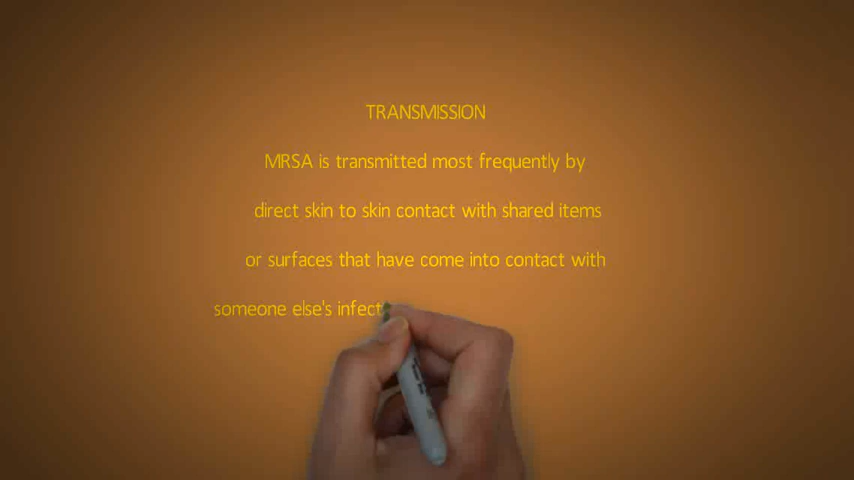 TRANSMISSION
MRSA is transmitted most frequently by
direct skin to skin contact with shared items
or surfaces that have come into contact with
someone else's infect